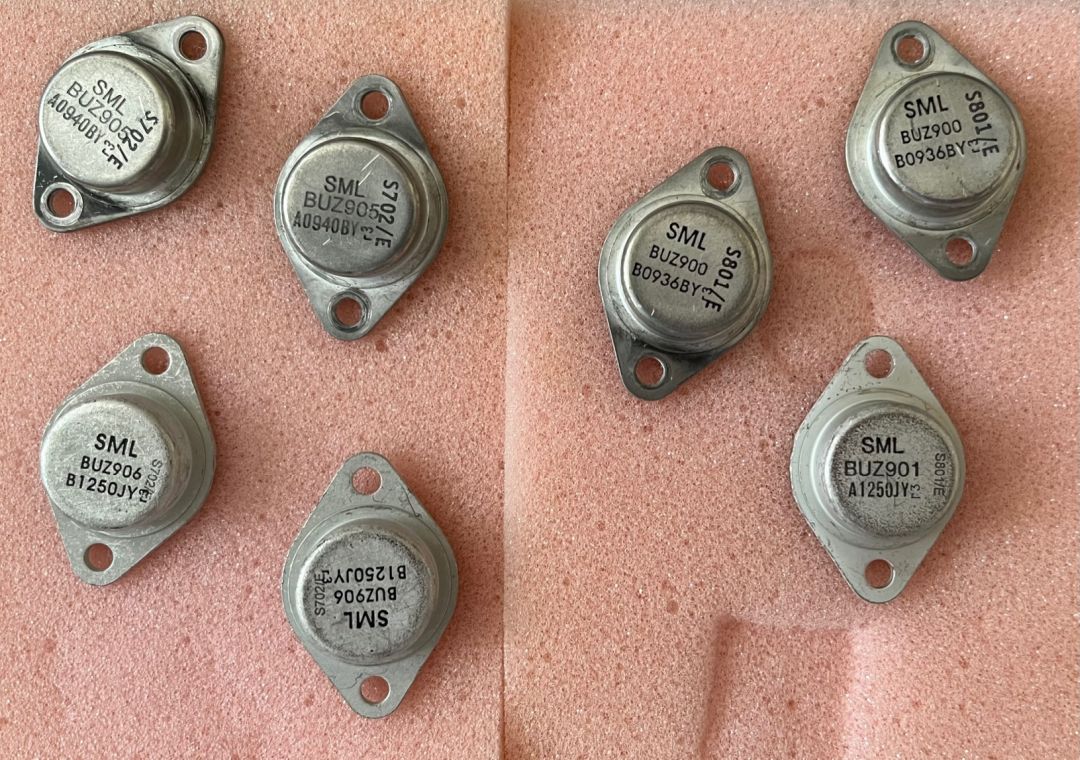 SML
BUZ905
A0940BY
S702/E
SML
BUZ905
A0940BY
S702/E
SML
BUZ906
B1250JY
S702/E
SML
BUZ906
B1250JY
S702/E
SML
BUZ900
B0936BY
S801/E
SML
BUZ900
B0936BY
S801/E
SML
BUZ901
A1250JY
S801/E